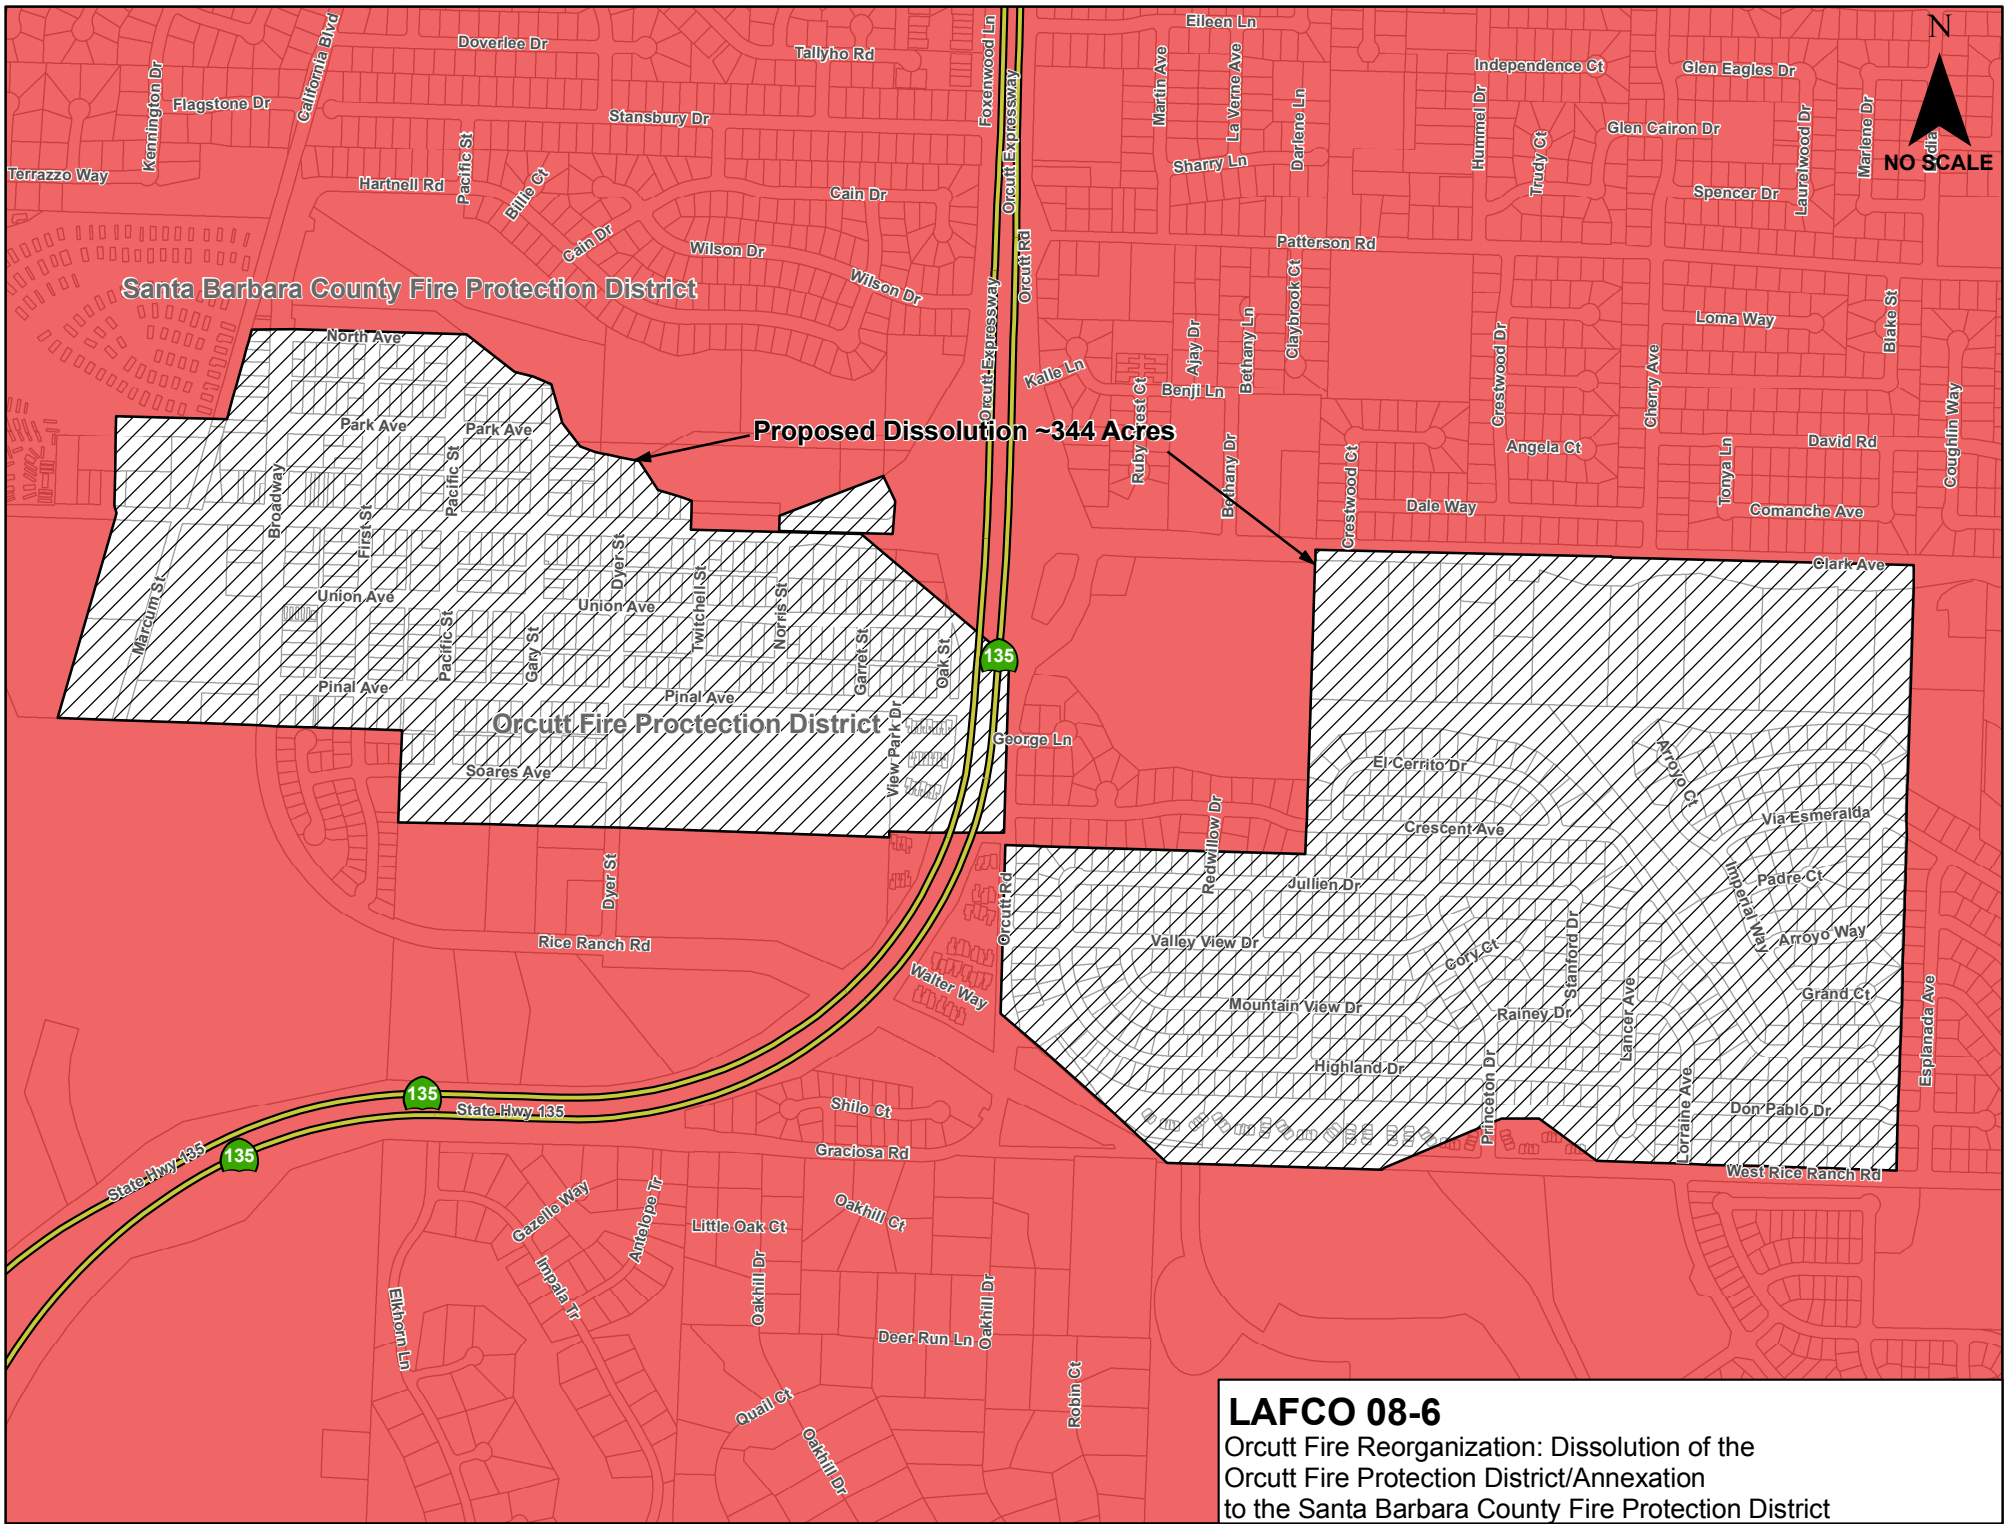 Eileen Ln
N
Doverlee Dr
Tallyho Rd
California Blvd
Foxenwood Ln
Martin Ave
La Verne Ave
Independence Ct
Glen Eagles Dr
Kennington Dr
Flagstone Dr
Stansbury Dr
Orcutt Expressway
Darlene Ln
Hummel Dr
Trudy Ct
Glen Cairon Dr
Laurelwood Dr
Marlene Dr
NO SCALE
Terrazzo Way
Hartnell Rd
Pacific St
Billie Ct
Cain Dr
Sharry Ln
Spencer Dr
Cain Dr
Wilson Dr
Wilson Dr
Orcutt Rd
Patterson Rd
Santa Barbara County Fire Protection District
Orcutt Expressway
Claybrook Ct
Bethany Ln
Ajay Dr
Crestwood Dr
Loma Way
Blake St
North Ave
Kalle Ln
Benji Ln
Ruby West Ct
Cherry Ave
Coughlin Way
Park Ave
Park Ave
Proposed Dissolution ~344 Acres
Angela Ct
David Rd
Broadway
Pacific St
First St
Bethany Dr
Crestwood Ct
Dale Way
Tonya Ln
Comanche Ave
Clark Ave
Marcum St
Union Ave
Dyer St
Union Ave
Twitchell St
Norris St
Garret St
Oak St
135
Pacific St
Gary St
Pinal Ave
Pinal Ave
Orcutt Fire Proctection District
View Park Dr
George Ln
Soares Ave
El Cerrito Dr
Arroyo Ct
Via Esmeralda
Crescent Ave
Redwillow Dr
Dyer St
Orcutt Rd
Jullien Dr
Padre Ct
Imperial Way
Arroyo Way
Rice Ranch Rd
Valley View Dr
Cory Ct
Stanford Dr
Walter Way
Mountain View Dr
Rainey Dr
Lancer Ave
Grand Ct
Esplanada Ave
Highland Dr
Princeton Dr
Lorraine Ave
Don Pablo Dr
135
State Hwy 135
Shilo Ct
135
State Hwy 135
Graciosa Rd
West Rice Ranch Rd
Gazelle Way
Antelope Tr
Little Oak Ct
Oakhill Ct
Impala Tr
Oakhill Dr
Oakhill Dr
Elkhorn Ln
Deer Run Ln
Robin Ct
Quail Ct
Oakhill Dr
LAFCO 08-6
Orcutt Fire Reorganization: Dissolution of the
Orcutt Fire Protection District/Annexation
to the Santa Barbara County Fire Protection District